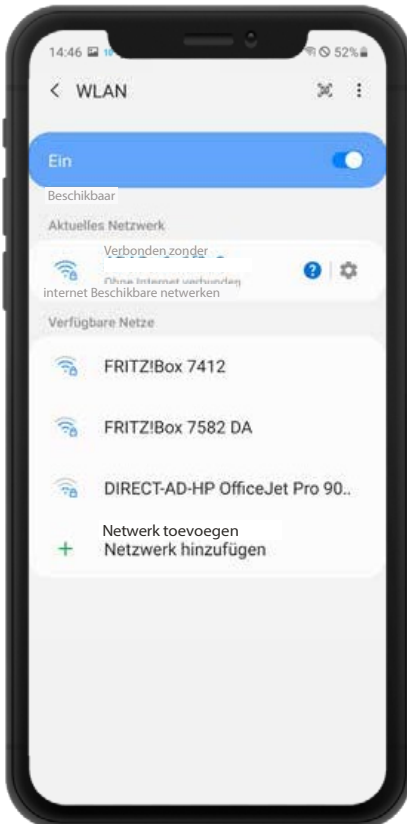 14:46 52%
WLAN
Ein
Beschikbaar
Aktuelles Netzwerk
Verbonden zonder
Ohne Internet verbunden
internet Beschikbare netwerken
Verfügbare Netze
FRITZ!Box 7412
FRITZ!Box 7582 DA
DIRECT-AD-HP OfficeJet Pro 90..
Netwerk toevoegen
+ Netzwerk hinzufügen